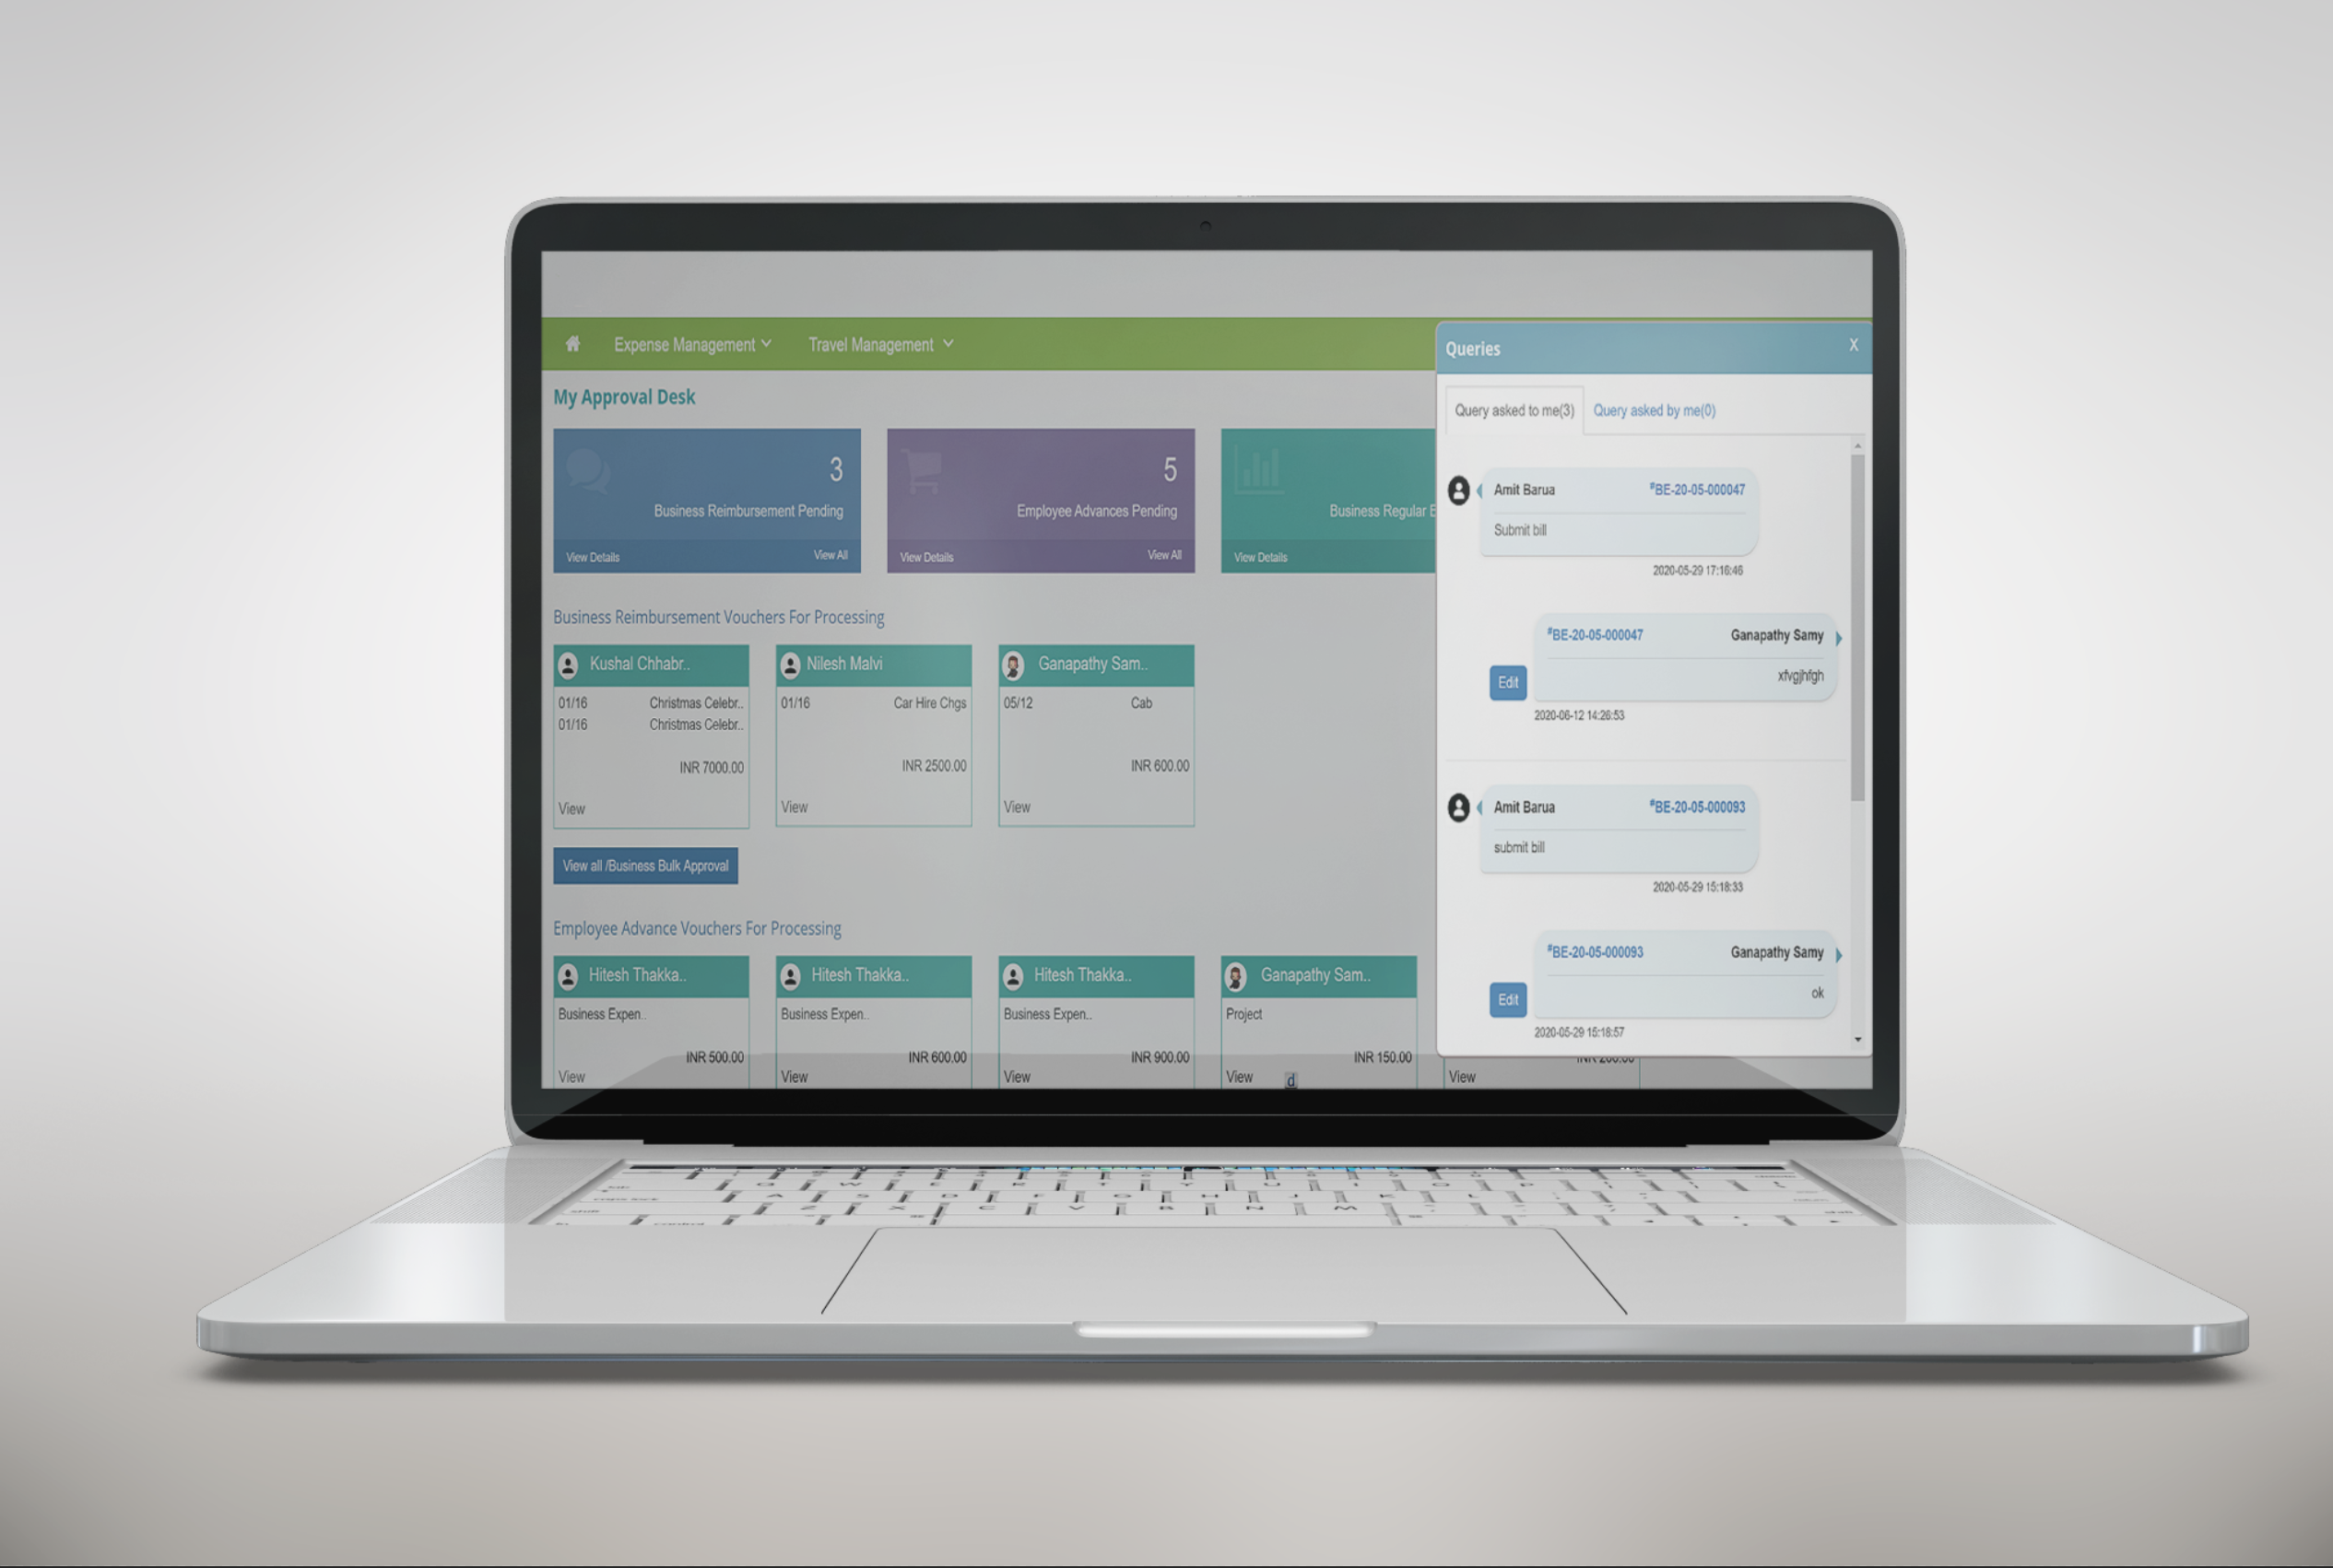 Expense Management
Travel Management
My Approval Desk
3
Business Reimbursement Pending
View Details
View All
5
Employee Advances Pending
View Details
View All
Business Regular
View Details
Business Reimbursement Vouchers For Processing
Kushal Chhabr..
01/16 Christmas Celebr..
01/16 Christmas Celebr..
INR 7000.00
View
Nilesh Malvi
01/16 Car Hire Chgs
INR 2500.00
View
Ganapathy Sam..
05/12 Cab
INR 600.00
View
View all /Business Bulk Approval
Employee Advance Vouchers For Processing
Hitesh Thakka..
Business Expen..
INR 500.00
View
Hitesh Thakka..
Business Expen..
INR 600.00
View
Hitesh Thakka..
Business Expen..
INR 900.00
View
Ganapathy Sam..
Project
INR 150.00
View
d
View
Queries X
Query asked to me(3) Query asked by me(0)
Amit Barua #BE-20-05-000047
Submit bill
2020-05-29 17:16:46
#BE-20-05-000047 Ganapathy Samy
xfvgjhfgh
Edit
2020-06-12 14:26:53
Amit Barua #BE-20-05-000093
submit bill
2020-05-29 15:18:33
#BE-20-05-000093 Ganapathy Samy
ok
Edit
2020-05-29 15:18:57